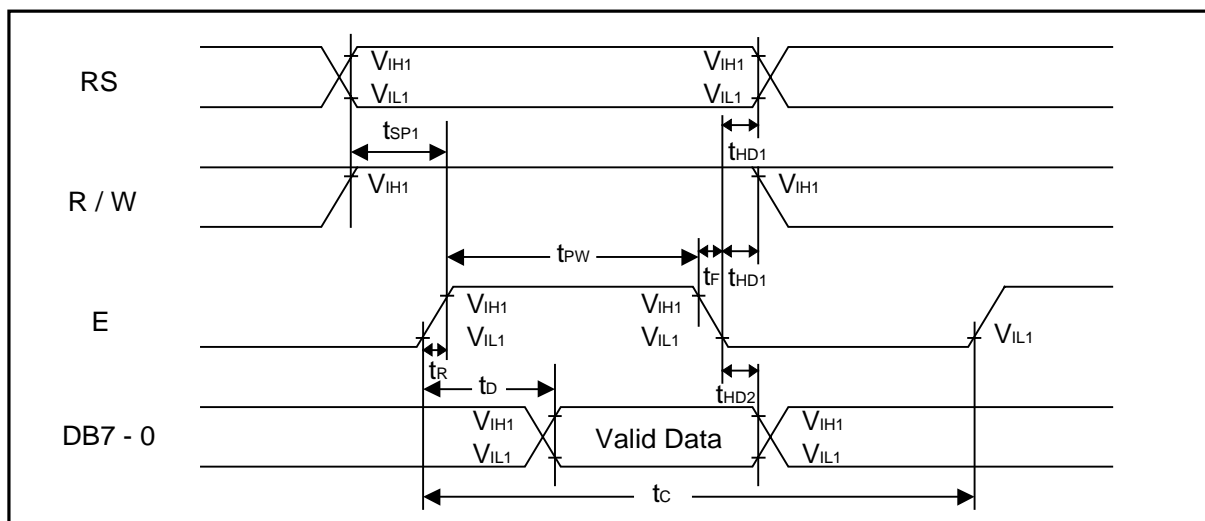 RS
VIH1
VIL1
VIH1
VIL1
tSP1
tHD1
R / W
VIH1
VIH1
tPW
tF
tHD1
E
VIH1
VIL1
VIH1
VIL1
VIL1
tR
tD
tHD2
DB7 - 0
VIH1
VIL1
Valid Data
VIH1
VIL1
tC